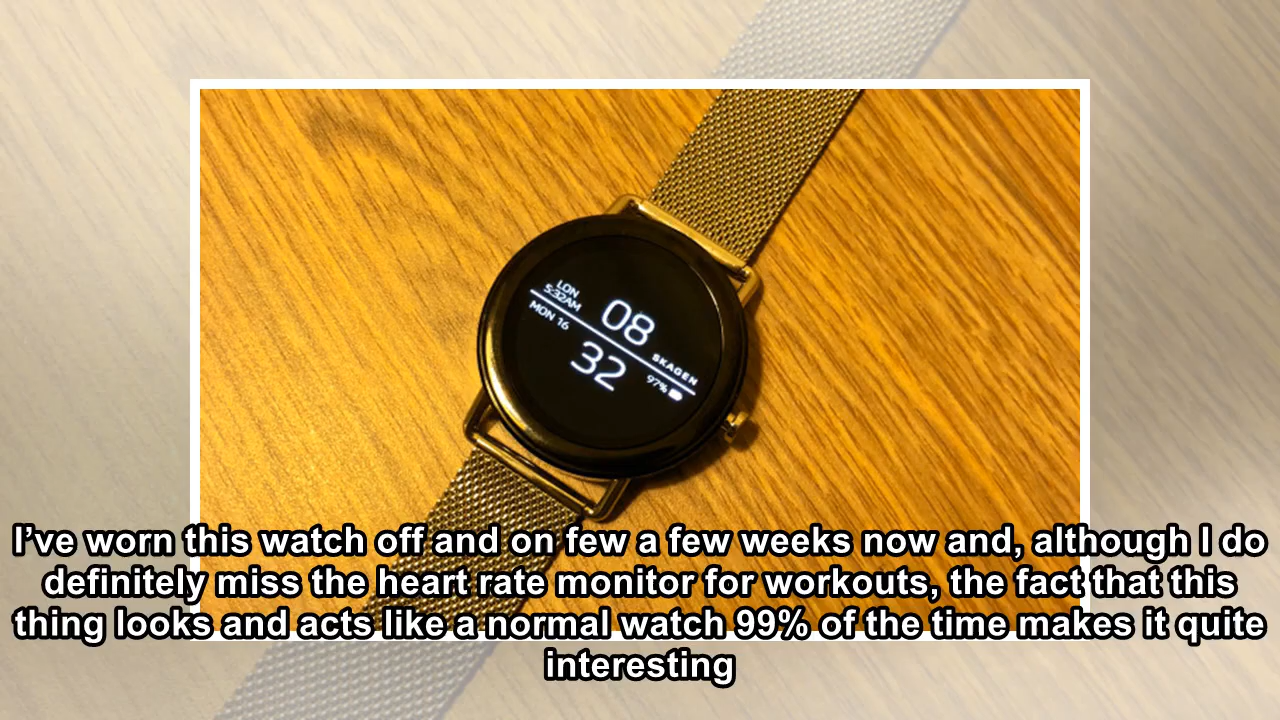 LON
5:32AM
08
MON 16
SKAGEN
32
97%
I’ve worn this watch off and on few a few weeks now and, although I do
definitely miss the heart rate monitor for workouts, the fact that this
thing looks and acts like a normal watch 99% of the time makes it quite
interesting